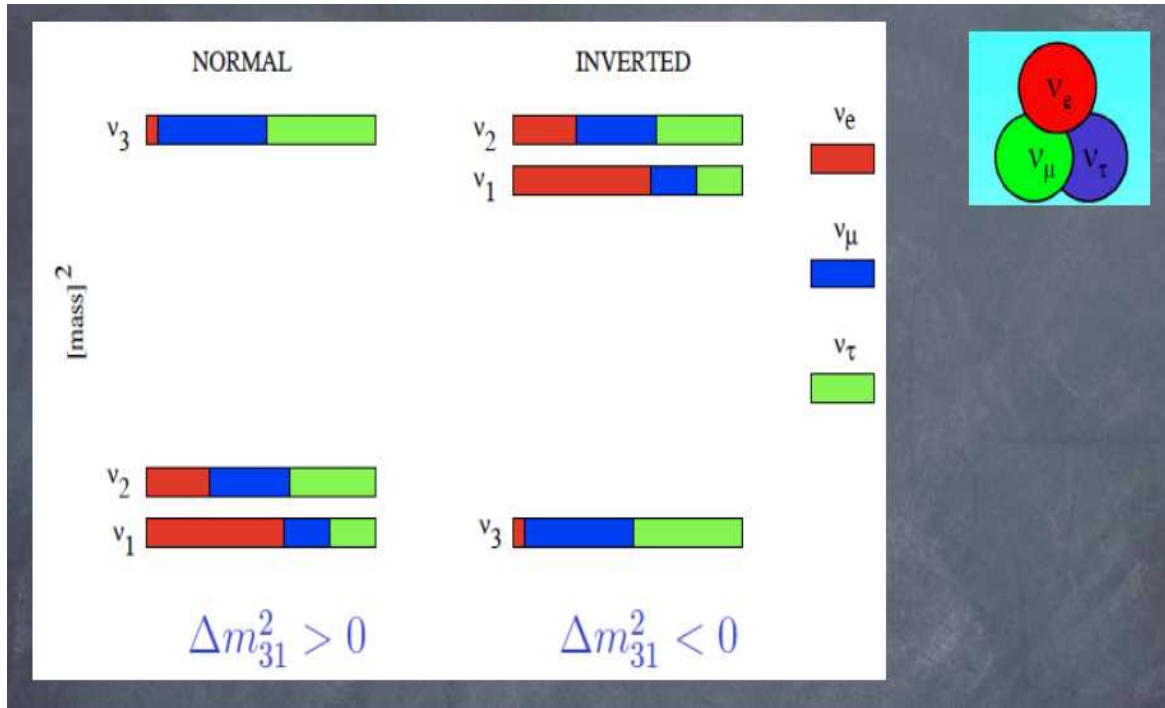 NORMAL
INVERTED
ν3
ν2
ν1
νe
νμ
ντ
[mass]²
ν2
ν1
ν3
Δm²₃₁ > 0
Δm²₃₁ < 0
νe
νμ
ντ